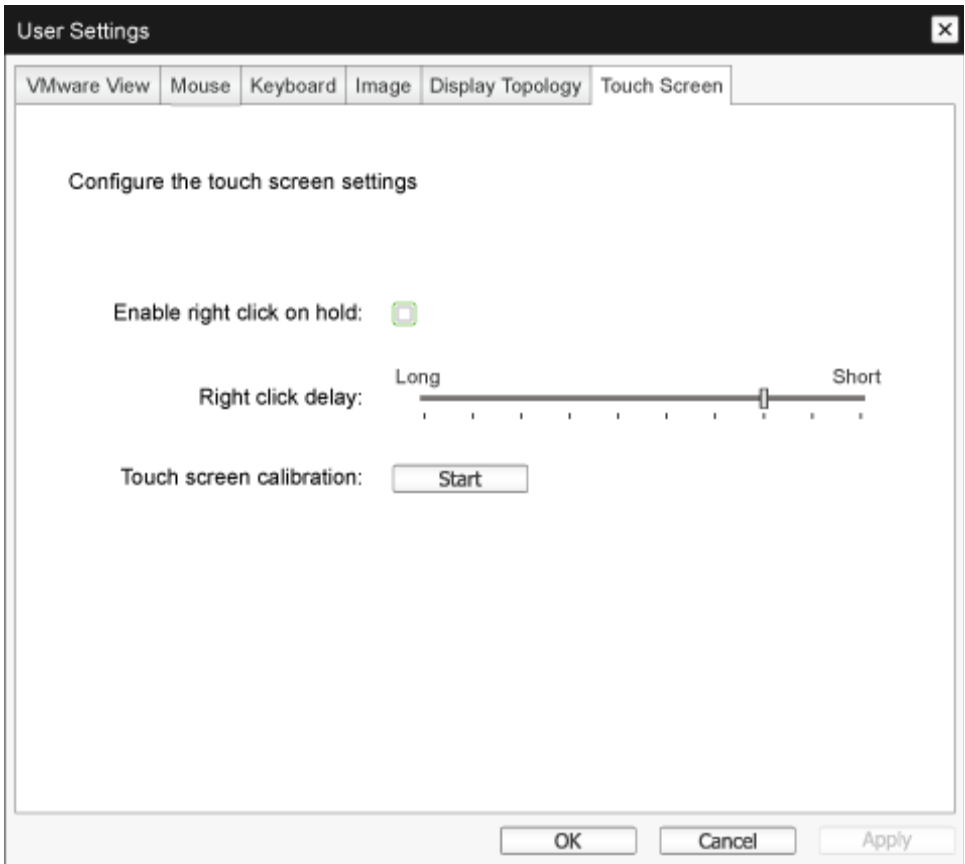 User Settings
VMware View Mouse Keyboard Image Display Topology Touch Screen
Configure the touch screen settings
Enable right click on hold:
Long Short
Right click delay:
Touch screen calibration: Start
OK Cancel Apply